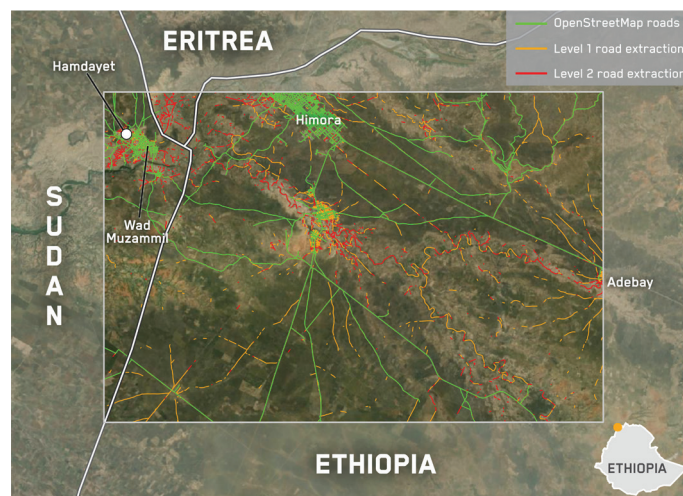 ERITREA
OpenStreetMap roads
Level 1 road extraction
Level 2 road extraction
Hamdayet
Himora
SUDAN
Wad
Muzammil
Adebay
ETHIOPIA
ETHIOPIA